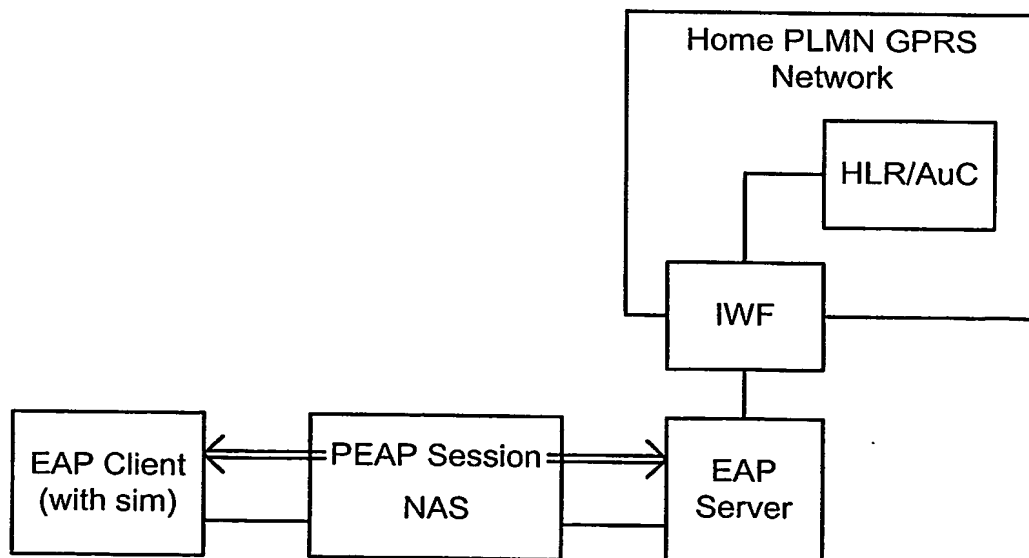 Home PLMN GPRS
Network
HLR/AuC
IWF
EAP Client
(with sim)
PEAP Session
NAS
EAP
Server